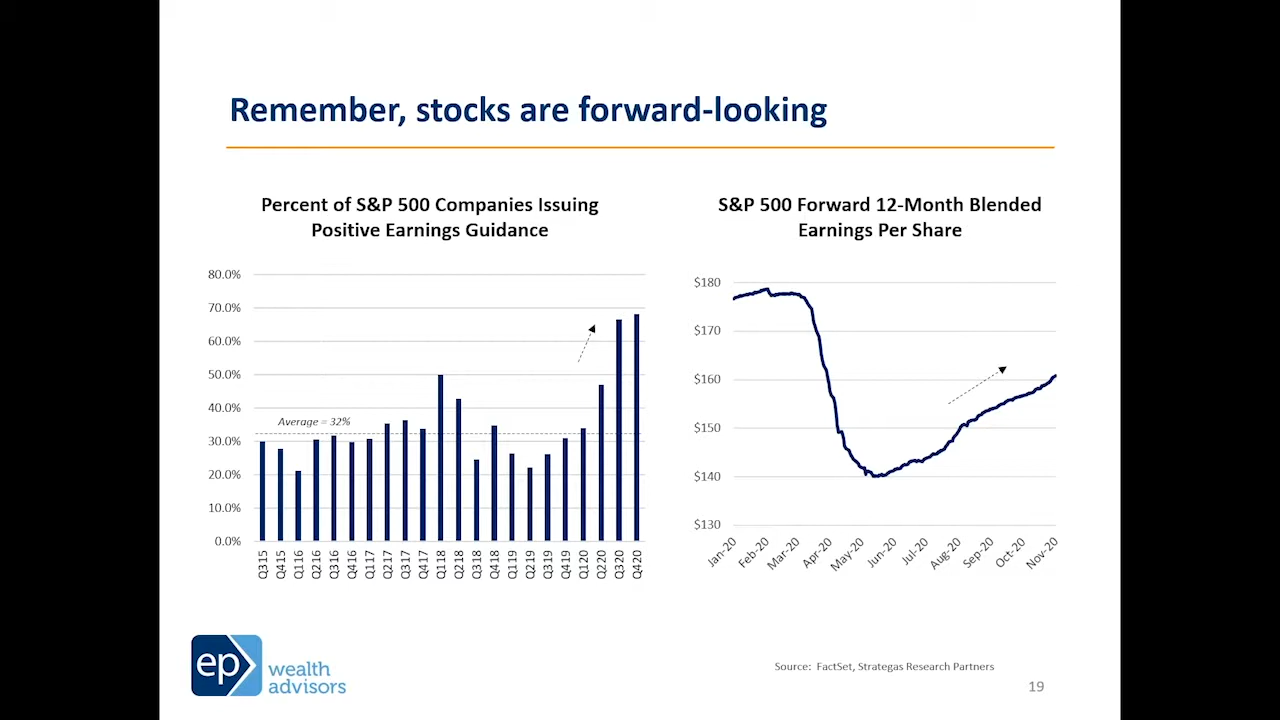 Remember, stocks are forward-looking
Percent of S&P 500 Companies Issuing
Positive Earnings Guidance
80.0%
70.0%
60.0%
50.0%
40.0%
30.0%
20.0%
10.0%
0.0%
Average = 32%
Q315
Q415
Q116
Q216
Q316
Q416
Q117
Q217
Q317
Q417
Q118
Q218
Q318
Q418
Q119
Q219
Q319
Q419
Q120
Q220
Q320
Q420
S&P 500 Forward 12-Month Blended
Earnings Per Share
$180
$170
$160
$150
$140
$130
Jan-20
Feb-20
Mar-20
Apr-20
May-20
Jun-20
Jul-20
Aug-20
Sep-20
Oct-20
Nov-20
ep
wealth
advisors
Source: FactSet, Strategas Research Partners
19